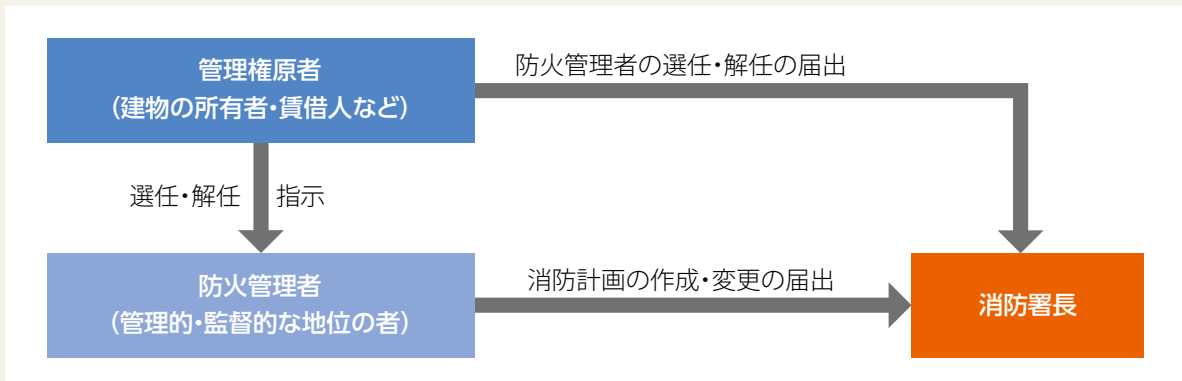 管理権原者
（建物の所有者・賃借人など）
防火管理者の選任・解任の届出
選任・解任
指示
防火管理者
（管理的・監督的な地位の者）
消防計画の作成・変更の届出
消防署長